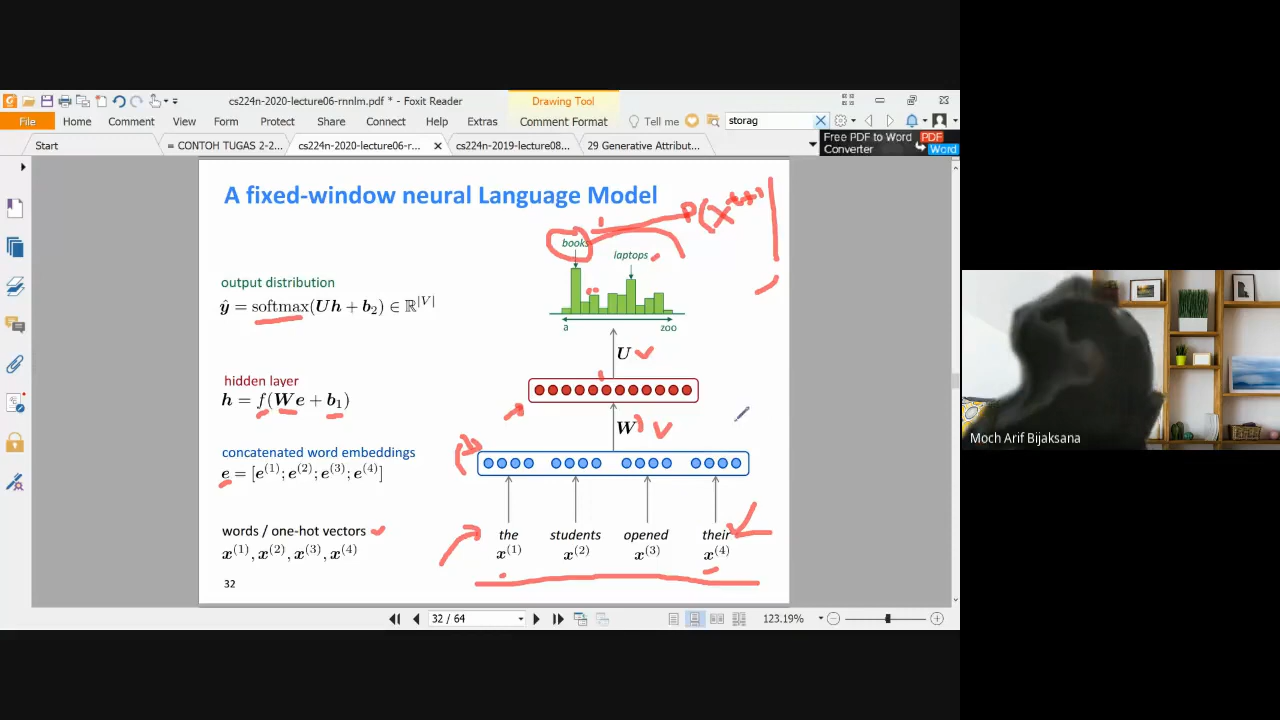 cs224n-2020-lecture06-rnnlm.pdf * - Foxit Reader
Drawing Tool
File
Home
Comment
View
Form
Protect
Share
Connect
Help
Extras
Comment Format
Tell me
storag
Start
= CONTOH TUGAS 2-2...
cs224n-2020-lecture06-r...
cs224n-2019-lecture08...
29 Generative Attribut...
Free PDF to Word PDF
Converter Word
A fixed-window neural Language Model
P(X
books
laptops
output distribution
ŷ = softmax(Uh + b₂) ∈ ℝ^|V|
a
zoo
U
hidden layer
h = f(We + b₁)
W
concatenated word embeddings
e = [e⁽¹⁾; e⁽²⁾; e⁽³⁾; e⁽⁴⁾]
words / one-hot vectors
x⁽¹⁾, x⁽²⁾, x⁽³⁾, x⁽⁴⁾
the students opened their
x⁽¹⁾ x⁽²⁾ x⁽³⁾ x⁽⁴⁾
32
32 / 64
123.19%
Moch Arif Bijaksana